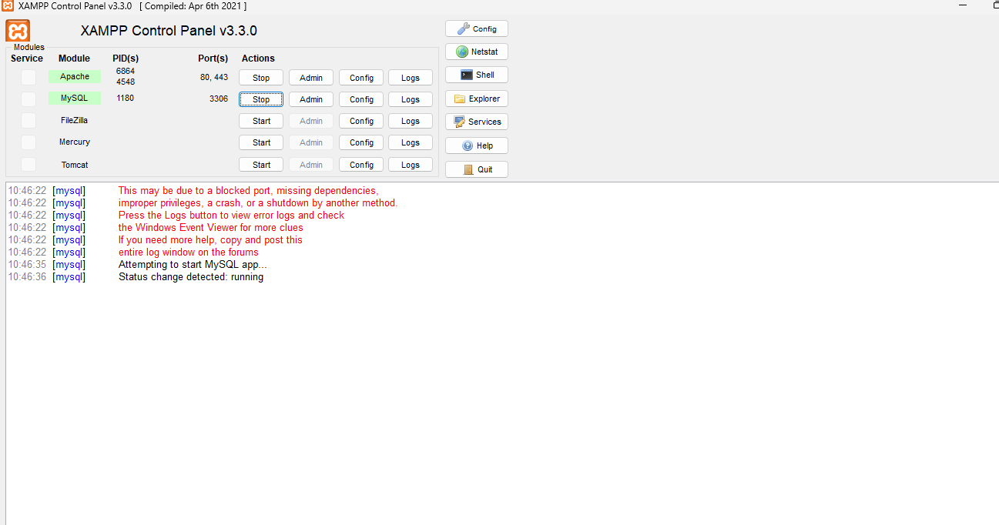 XAMPP Control Panel v3.3.0 [ Compiled: Apr 6th 2021 ]
XAMPP Control Panel v3.3.0
Config
Modules
Service Module PID(s) Port(s) Actions
Netstat
Apache 6864 4548 80, 443 Stop Admin Config Logs
Shell
MySQL 1180 3306 Stop Admin Config Logs
Explorer
FileZilla Start Admin Config Logs
Services
Mercury Start Admin Config Logs
Help
Tomcat Start Admin Config Logs
Quit
10:46:22 [mysql] This may be due to a blocked port, missing dependencies,
10:46:22 [mysql] improper privileges, a crash, or a shutdown by another method.
10:46:22 [mysql] Press the Logs button to view error logs and check
10:46:22 [mysql] the Windows Event Viewer for more clues
10:46:22 [mysql] If you need more help, copy and post this
10:46:22 [mysql] entire log window on the forums
10:46:35 [mysql] Attempting to start MySQL app...
10:46:36 [mysql] Status change detected: running